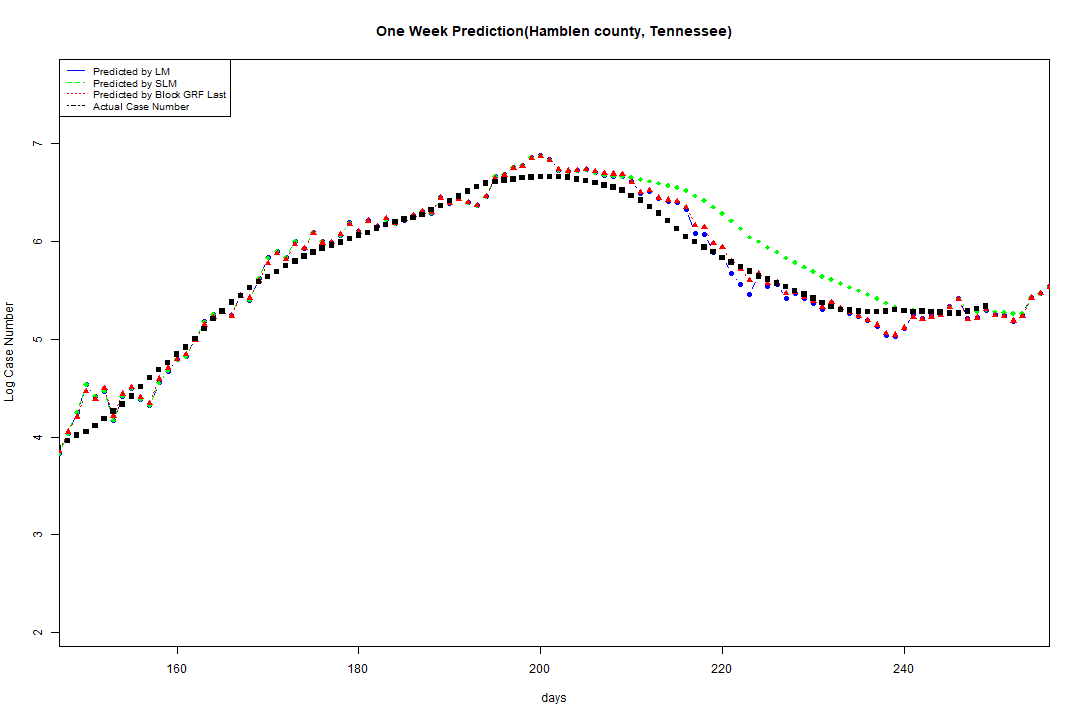 One Week Prediction(Hamblen county, Tennessee)
Predicted by LM
Predicted by SLM
Predicted by Block GRF Last
Actual Case Number
7
6
5
4
3
2
Log Case Number
160 180 200 220 240
days